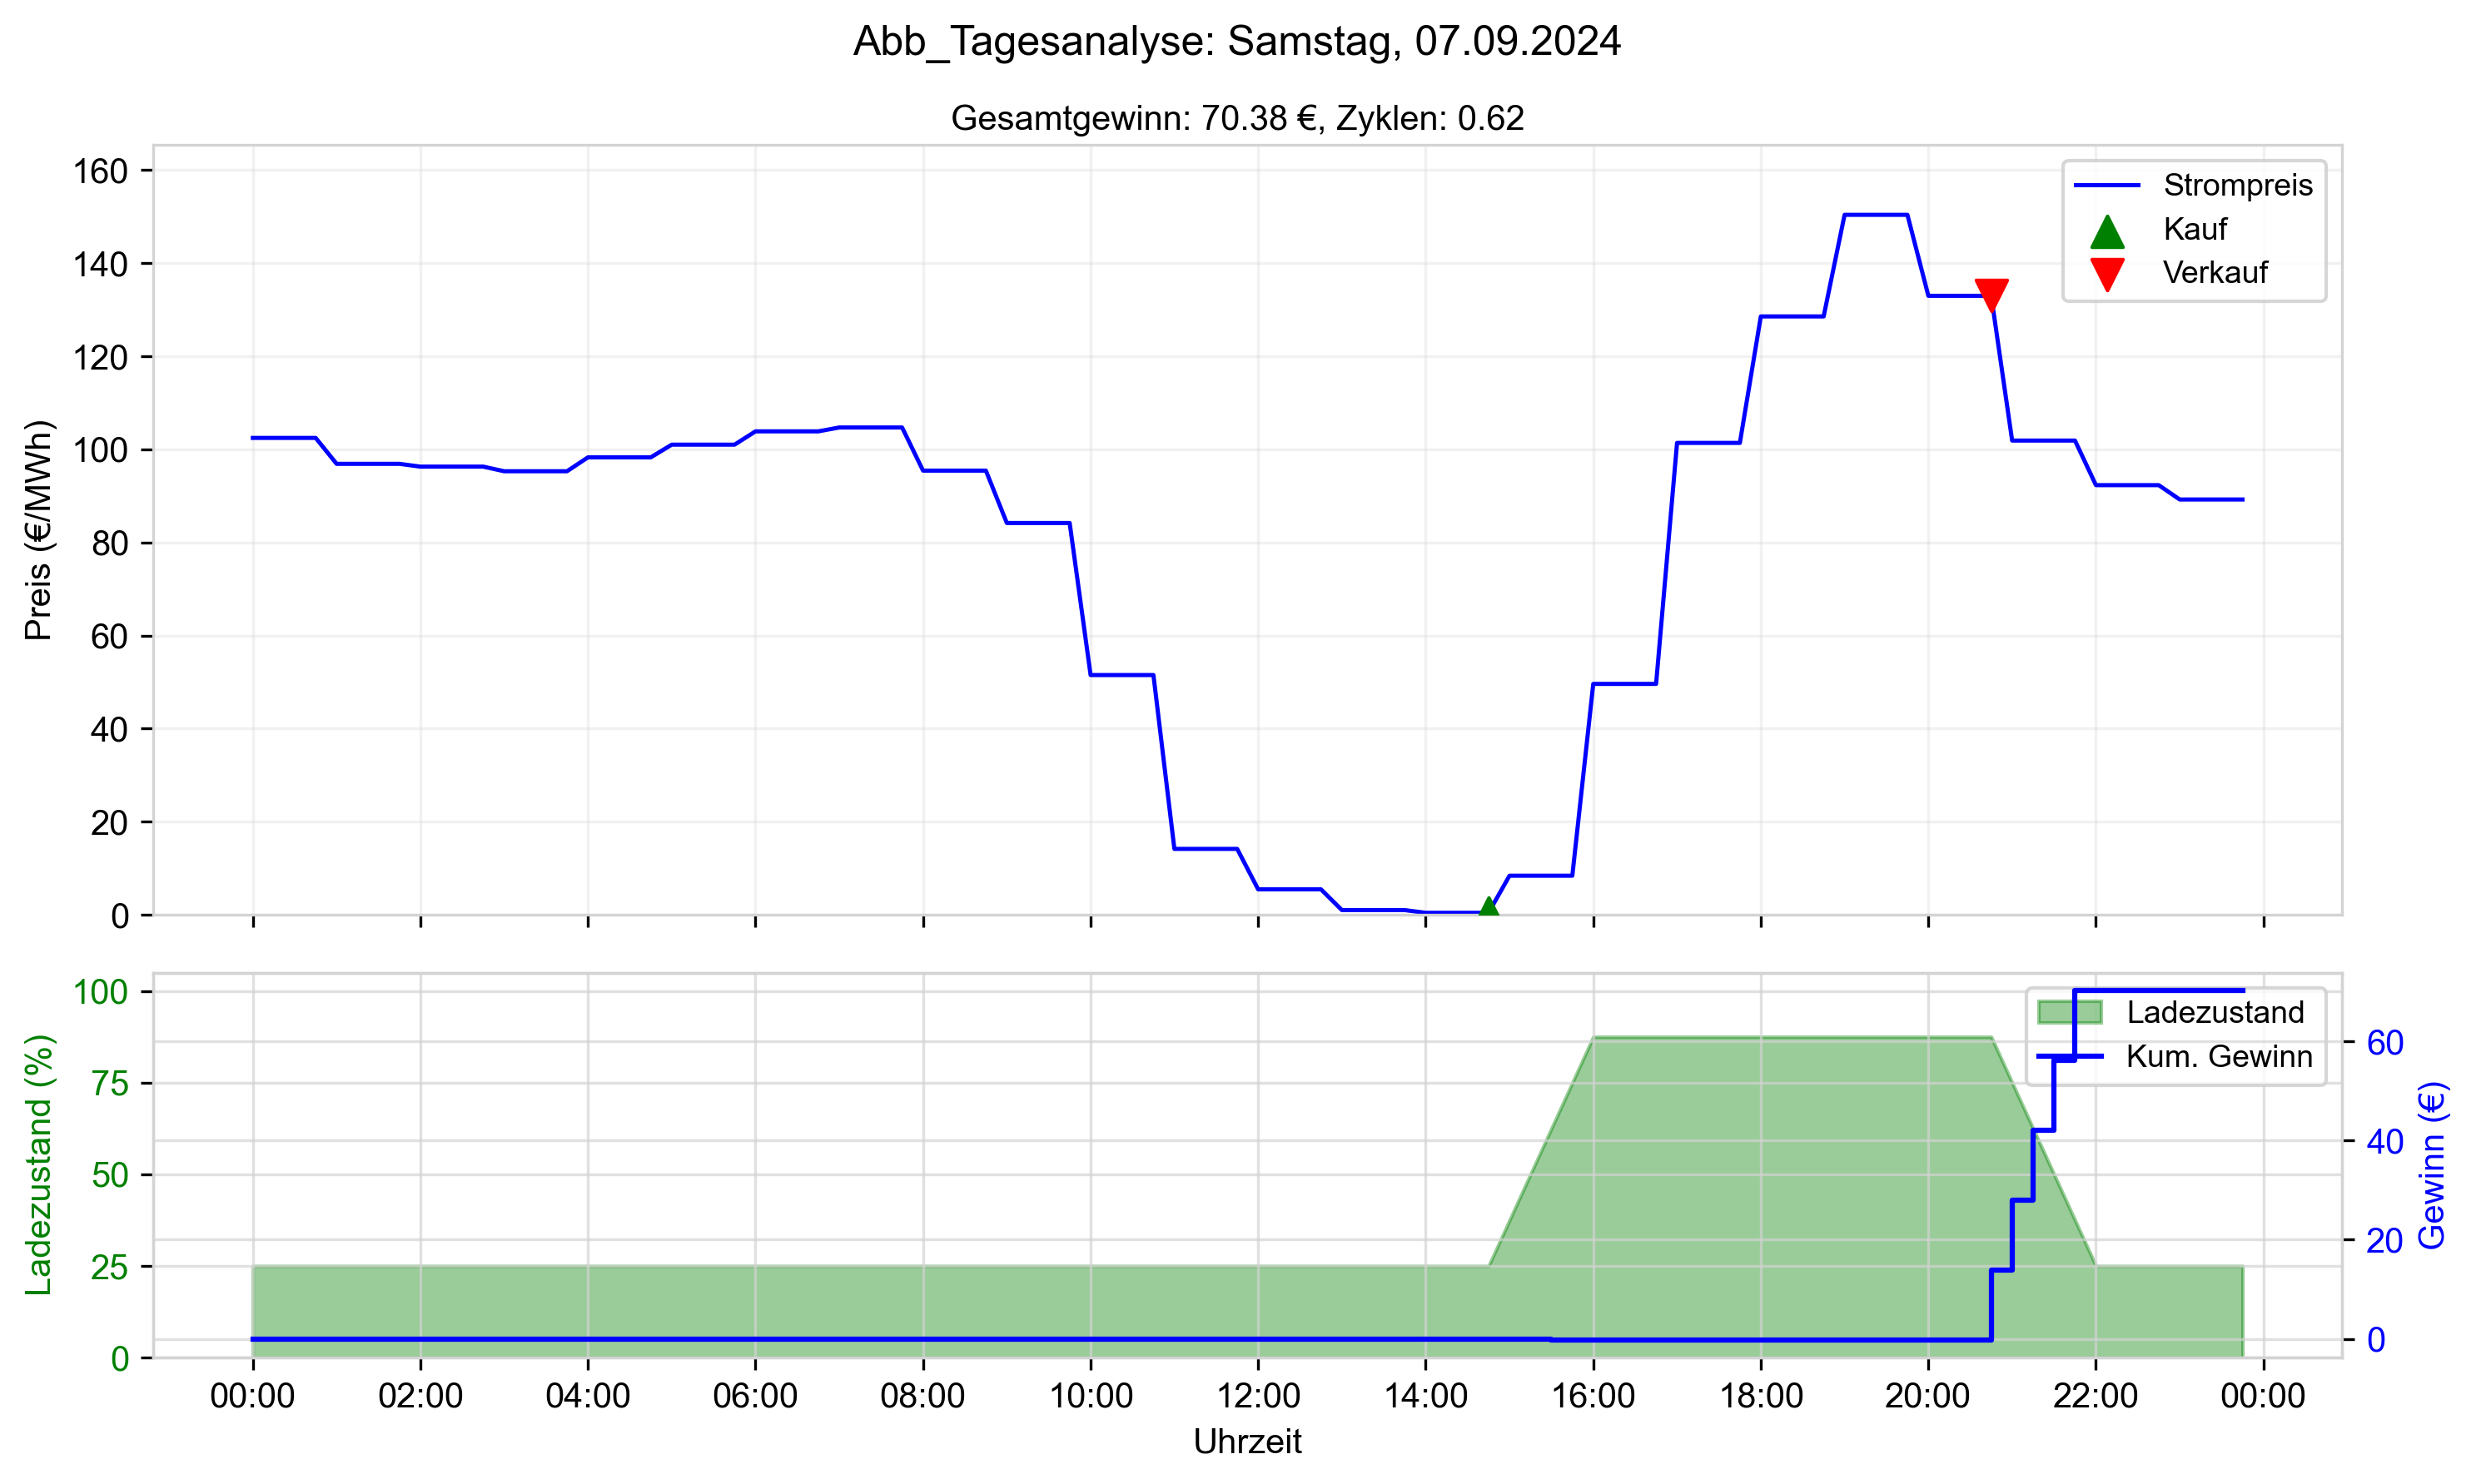 Abb_Tagesanalyse: Samstag, 07.09.2024
Gesamtgewinn: 70.38 €, Zyklen: 0.62
Preis (€/MWh)
160
140
120
100
80
60
40
20
0
Strompreis
Kauf
Verkauf
Ladezustand (%)
100
75
50
25
0
Ladezustand
Kum. Gewinn
60
40
20
0
Gewinn (€)
00:00 02:00 04:00 06:00 08:00 10:00 12:00 14:00 16:00 18:00 20:00 22:00 00:00
Uhrzeit